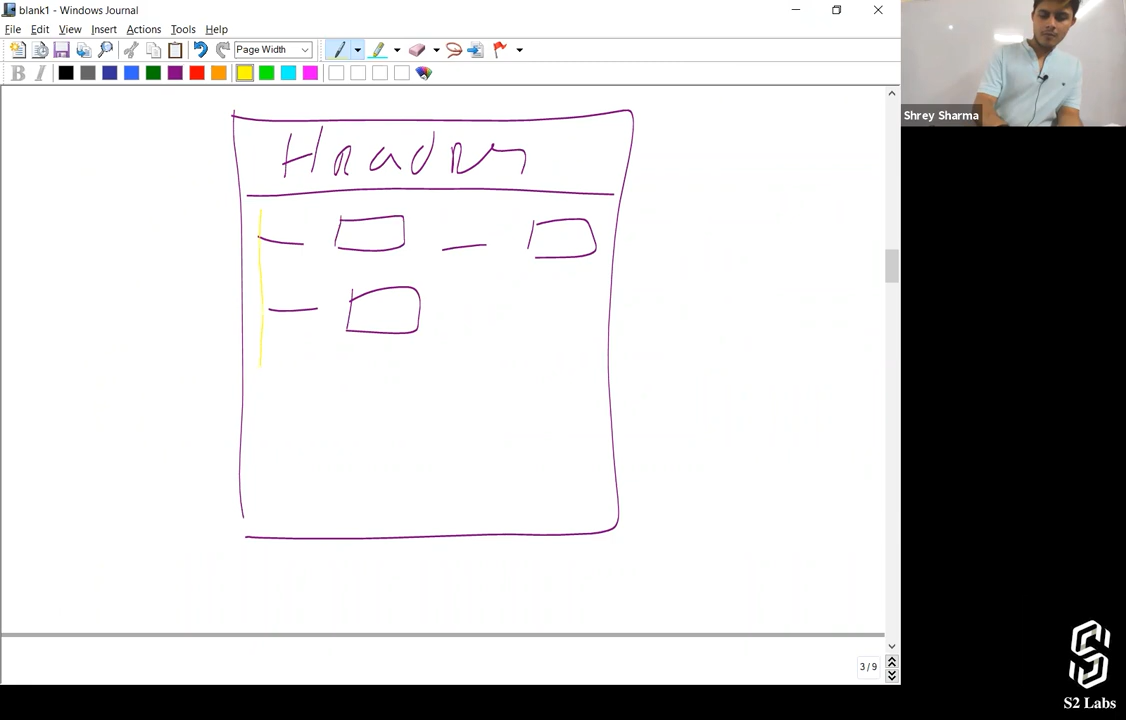 blank1 - Windows Journal
File Edit View Insert Actions Tools Help
Page Width
B I
Shrey Sharma
Header
3 / 9
S2 Labs